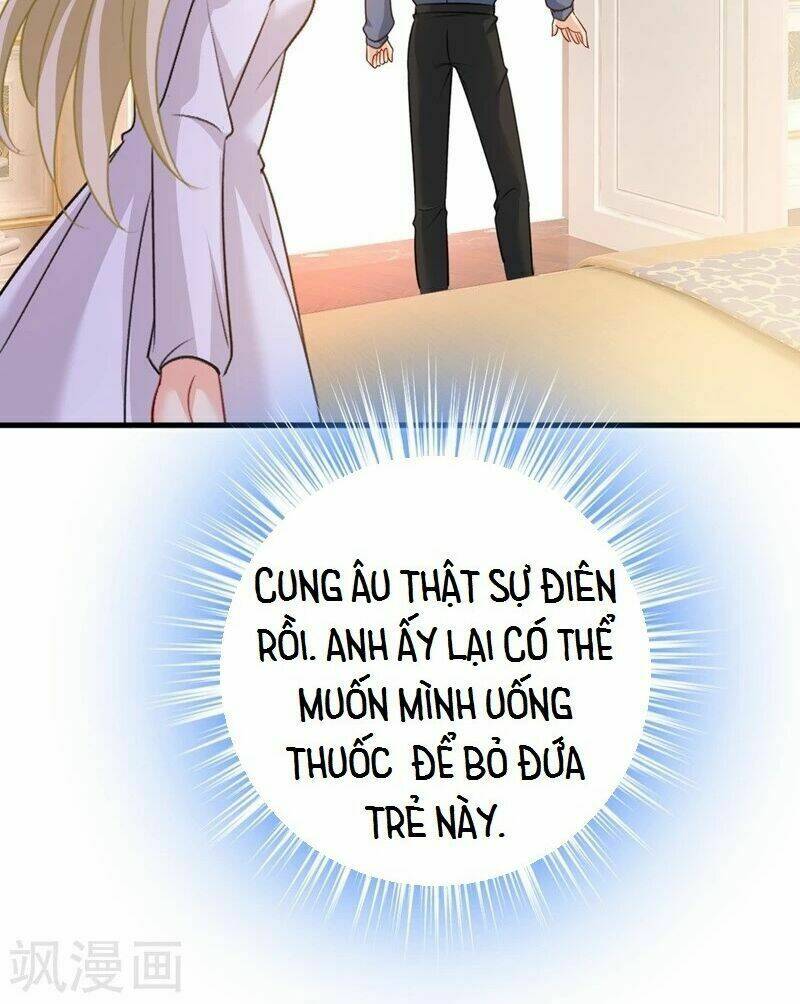 CUNG ÂU THẬT SỰ ĐIÊN
RỒI. ANH ẤY LẠI CÓ THỂ
MUỐN MÌNH UỐNG
THUỐC ĐỂ BỎ ĐỨA
TRẺ NÀY.
飒漫画